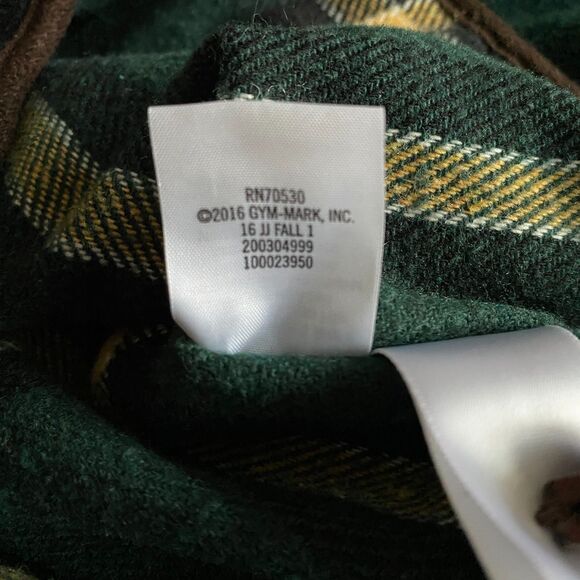 RN70530
©2016 GYM-MARK, INC.
16 JJ FALL 1
200304999
100023950